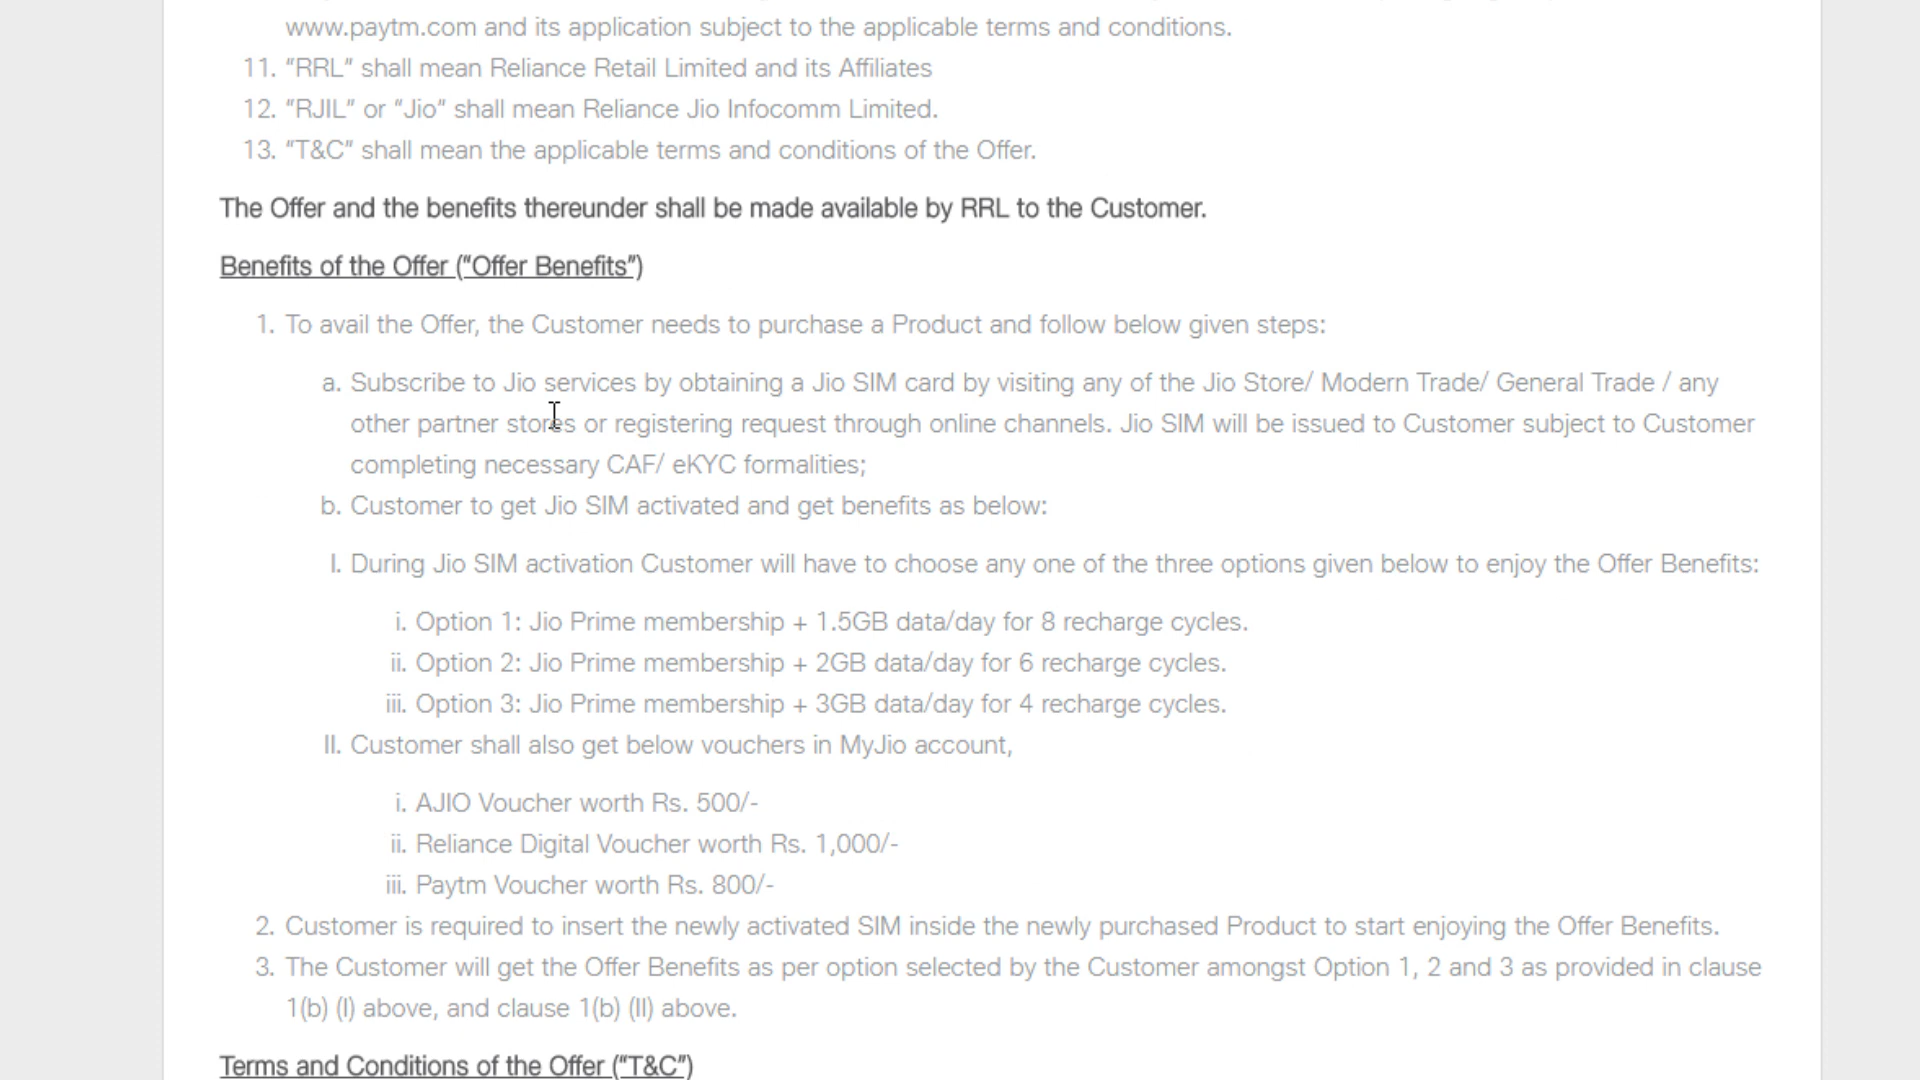 www.paytm.com and its application subject to the applicable terms and conditions.
11. “RRL” shall mean Reliance Retail Limited and its Affiliates
12. “RJIL” or “Jio” shall mean Reliance Jio Infocomm Limited.
13. “T&C” shall mean the applicable terms and conditions of the Offer.
The Offer and the benefits thereunder shall be made available by RRL to the Customer.
Benefits of the Offer (“Offer Benefits”)
1. To avail the Offer, the Customer needs to purchase a Product and follow below given steps:
a. Subscribe to Jio services by obtaining a Jio SIM card by visiting any of the Jio Store/ Modern Trade/ General Trade / any
other partner stores or registering request through online channels. Jio SIM will be issued to Customer subject to Customer
completing necessary CAF/ eKYC formalities;
b. Customer to get Jio SIM activated and get benefits as below:
I. During Jio SIM activation Customer will have to choose any one of the three options given below to enjoy the Offer Benefits:
i. Option 1: Jio Prime membership + 1.5GB data/day for 8 recharge cycles.
ii. Option 2: Jio Prime membership + 2GB data/day for 6 recharge cycles.
iii. Option 3: Jio Prime membership + 3GB data/day for 4 recharge cycles.
II. Customer shall also get below vouchers in MyJio account,
i. AJIO Voucher worth Rs. 500/-
ii. Reliance Digital Voucher worth Rs. 1,000/-
iii. Paytm Voucher worth Rs. 800/-
2. Customer is required to insert the newly activated SIM inside the newly purchased Product to start enjoying the Offer Benefits.
3. The Customer will get the Offer Benefits as per option selected by the Customer amongst Option 1, 2 and 3 as provided in clause
1(b) (I) above, and clause 1(b) (II) above.
Terms and Conditions of the Offer (“T&C”)